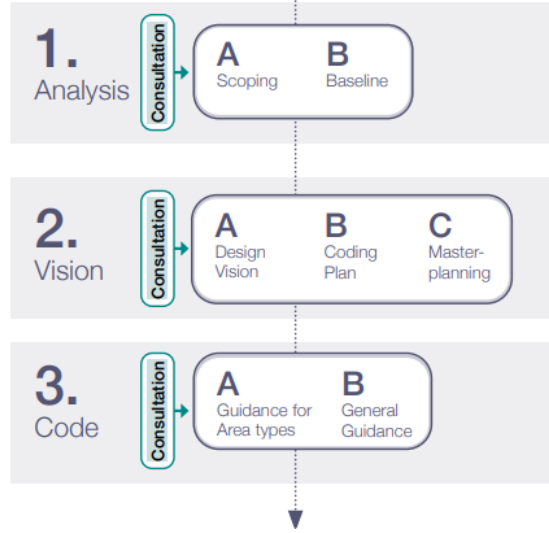 1.
Analysis
Consultation
A
Scoping
B
Baseline
2.
Vision
Consultation
A
Design
Vision
B
Coding
Plan
C
Master-
planning
3.
Code
Consultation
A
Guidance for
Area types
B
General
Guidance